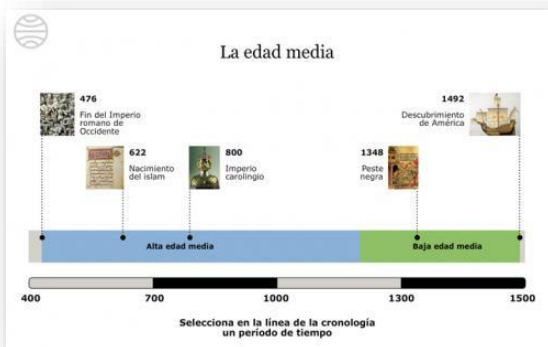 La edad media
476
Fin del Imperio
romano de
Occidente
622
Nacimiento
del islam
800
Imperio
carolingio
1348
Peste
negra
1492
Descubrimiento
de América
Alta edad media
Baja edad media
400
700
1000
1300
1500
Selecciona en la línea de la cronología
un período de tiempo